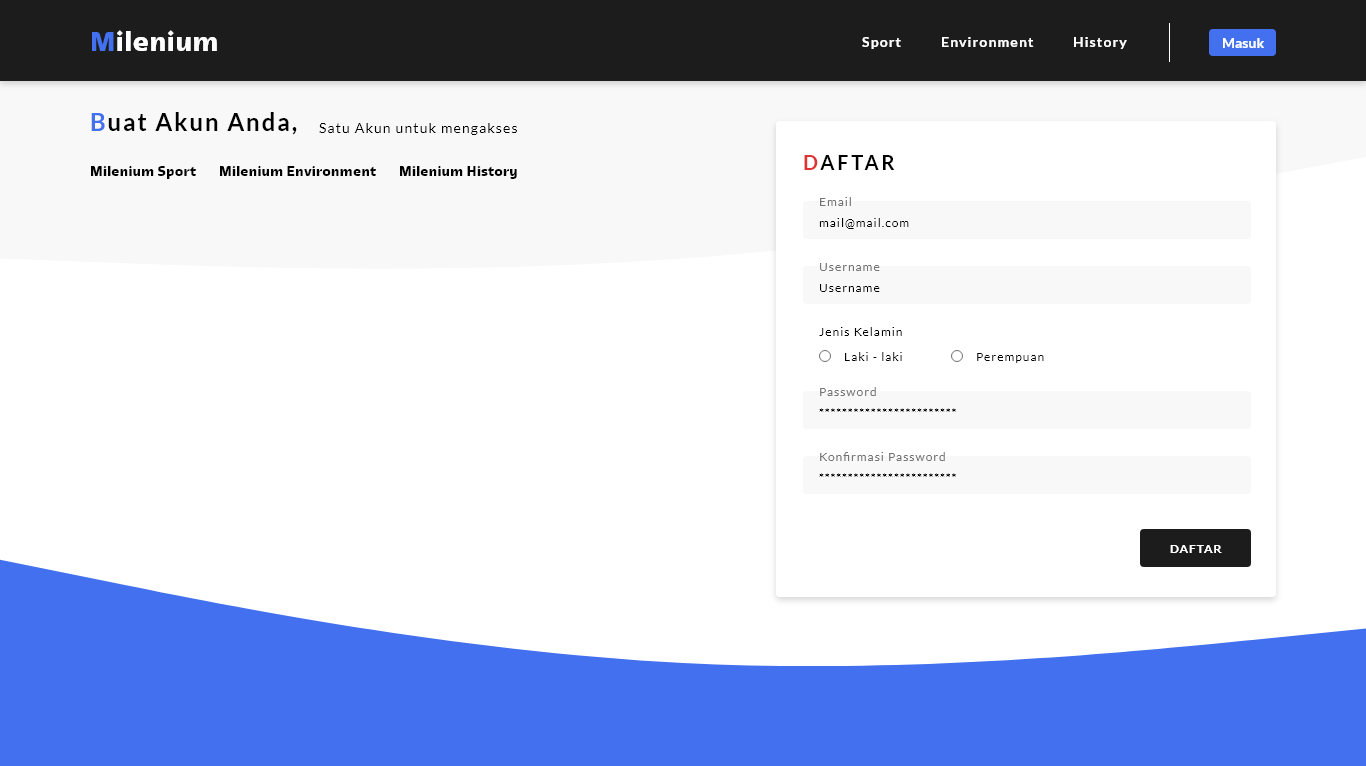 Milenium
Sport Environment History Masuk
Buat Akun Anda, Satu Akun untuk mengakses
Milenium Sport Milenium Environment Milenium History
DAFTAR
Email
mail@mail.com
Username
Username
Jenis Kelamin
Laki - laki Perempuan
Password
************************
Konfirmasi Password
************************
DAFTAR